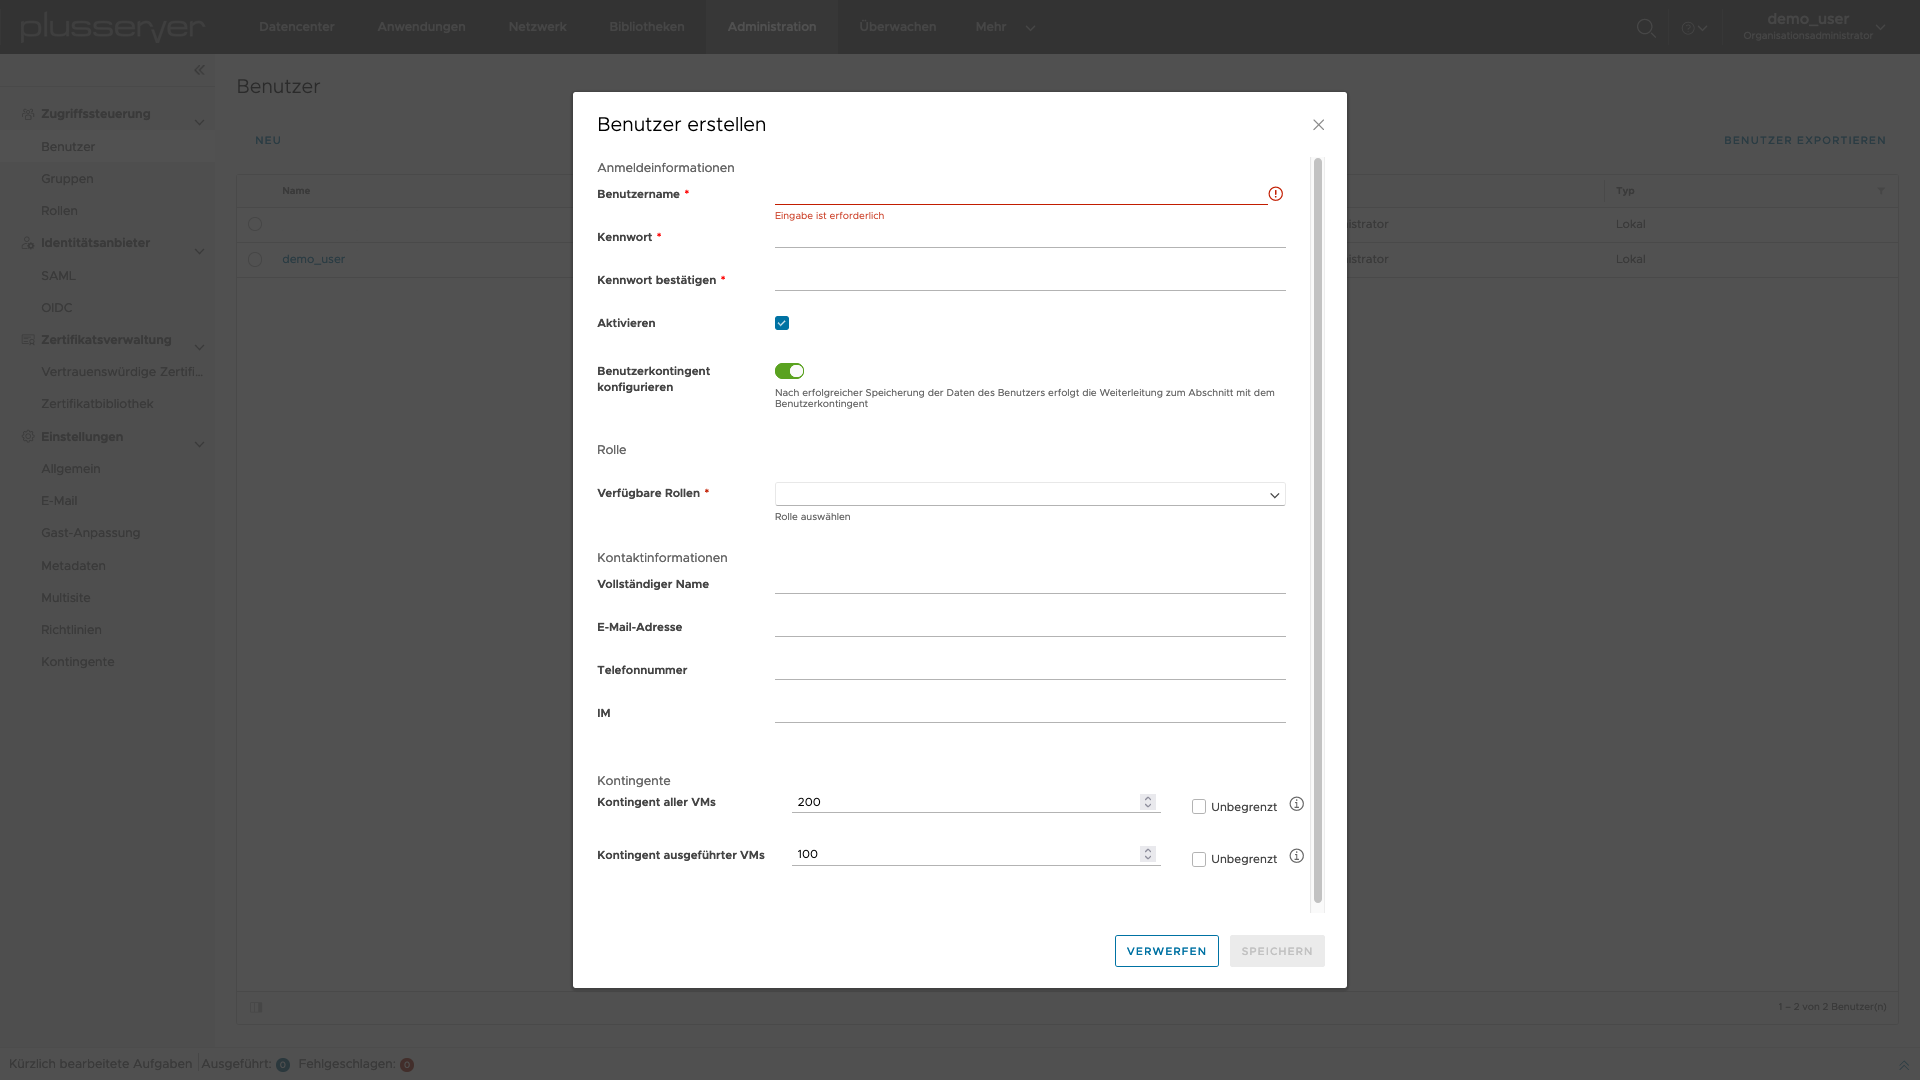 plusserver
Datencenter
Anwendungen
Netzwerk
Bibliotheken
Administration
Überwachen
Mehr
demo_user
Organisationsadministrator
Zugriffssteuerung
Benutzer
Gruppen
Rollen
Identitätsanbieter
SAML
OIDC
Zertifikatsverwaltung
Vertrauenswürdige Zertifi...
Zertifikatbibliothek
Einstellungen
Allgemein
E-Mail
Gast-Anpassung
Metadaten
Multisite
Richtlinien
Kontingente
Benutzer
NEU
BENUTZER EXPORTIEREN
Name
Typ
istrator
Lokal
demo_user
istrator
Lokal
Benutzer erstellen
Anmeldeinformationen
Benutzername *
Eingabe ist erforderlich
Kennwort *
Kennwort bestätigen *
Aktivieren
Benutzerkontingent
konfigurieren
Nach erfolgreicher Speicherung der Daten des Benutzers erfolgt die Weiterleitung zum Abschnitt mit dem
Benutzerkontingent
Rolle
Verfügbare Rollen *
Rolle auswählen
Kontaktinformationen
Vollständiger Name
E-Mail-Adresse
Telefonnummer
IM
Kontingente
Kontingent aller VMs
200
Unbegrenzt
Kontingent ausgeführter VMs
100
Unbegrenzt
VERWERFEN
SPEICHERN
1 – 2 von 2 Benutzer(n)
Kürzlich bearbeitete Aufgaben
Ausgeführt: 0
Fehlgeschlagen: 0